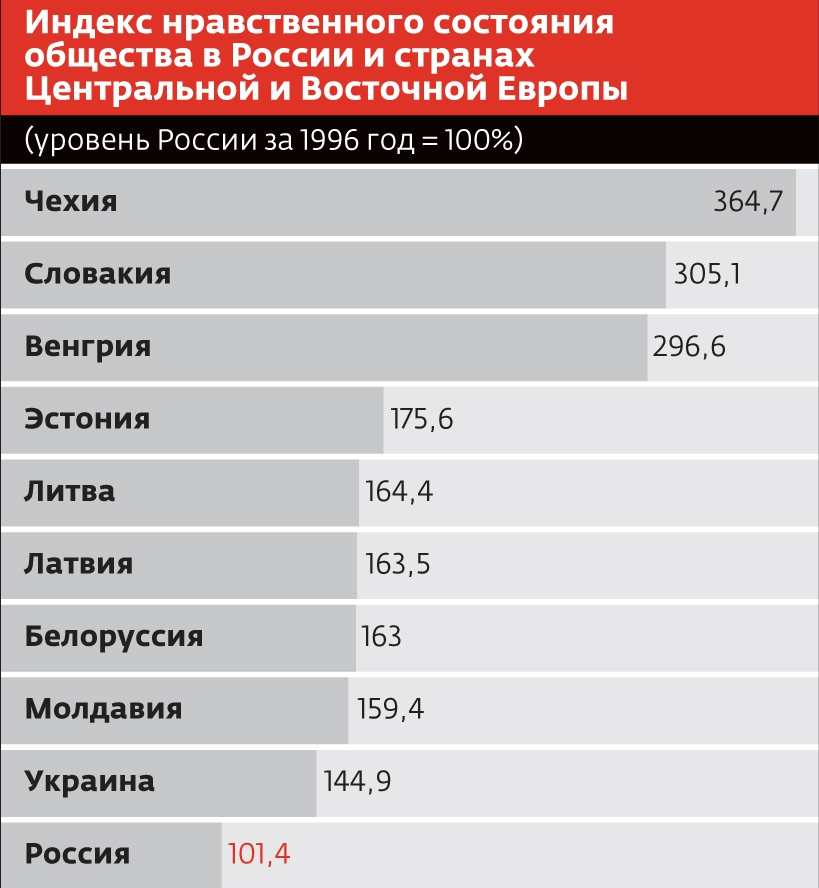 Индекс нравственного состояния
общества в России и странах
Центральной и Восточной Европы
(уровень России за 1996 год = 100%)
Чехия 364,7
Словакия 305,1
Венгрия 296,6
Эстония 175,6
Литва 164,4
Латвия 163,5
Белоруссия 163
Молдавия 159,4
Украина 144,9
Россия 101,4